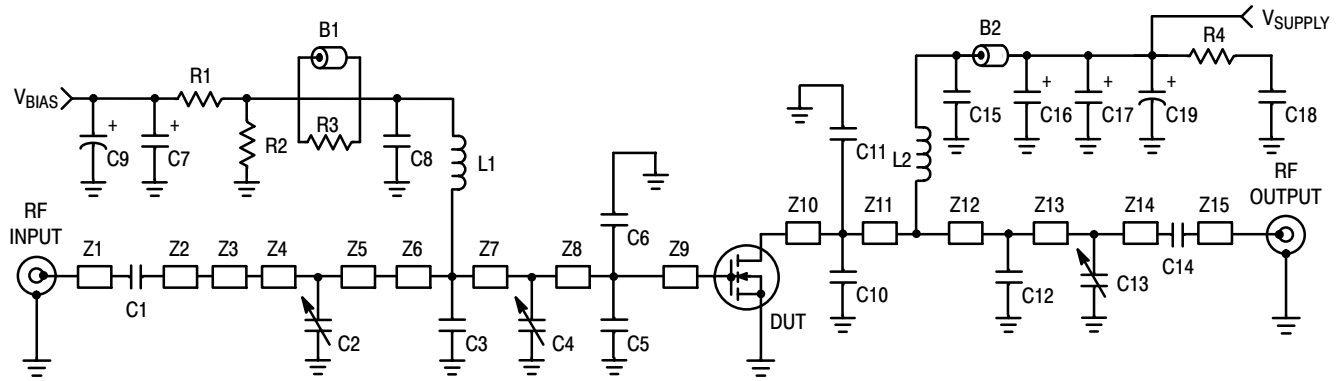 B1
B2
VSUPPLY
R4
R1
VBIAS
+
+
R3
R2
C9
C7
C8
L1
C15
+
C16
+
C17
+
C19
C18
C11
L2
C6
RF
INPUT
RF
OUTPUT
Z1
Z2
Z3
Z4
Z5
Z6
Z7
Z8
Z9
Z10
Z11
Z12
Z13
Z14
Z15
C1
C2
C3
C4
C5
DUT
C10
C12
C13
C14